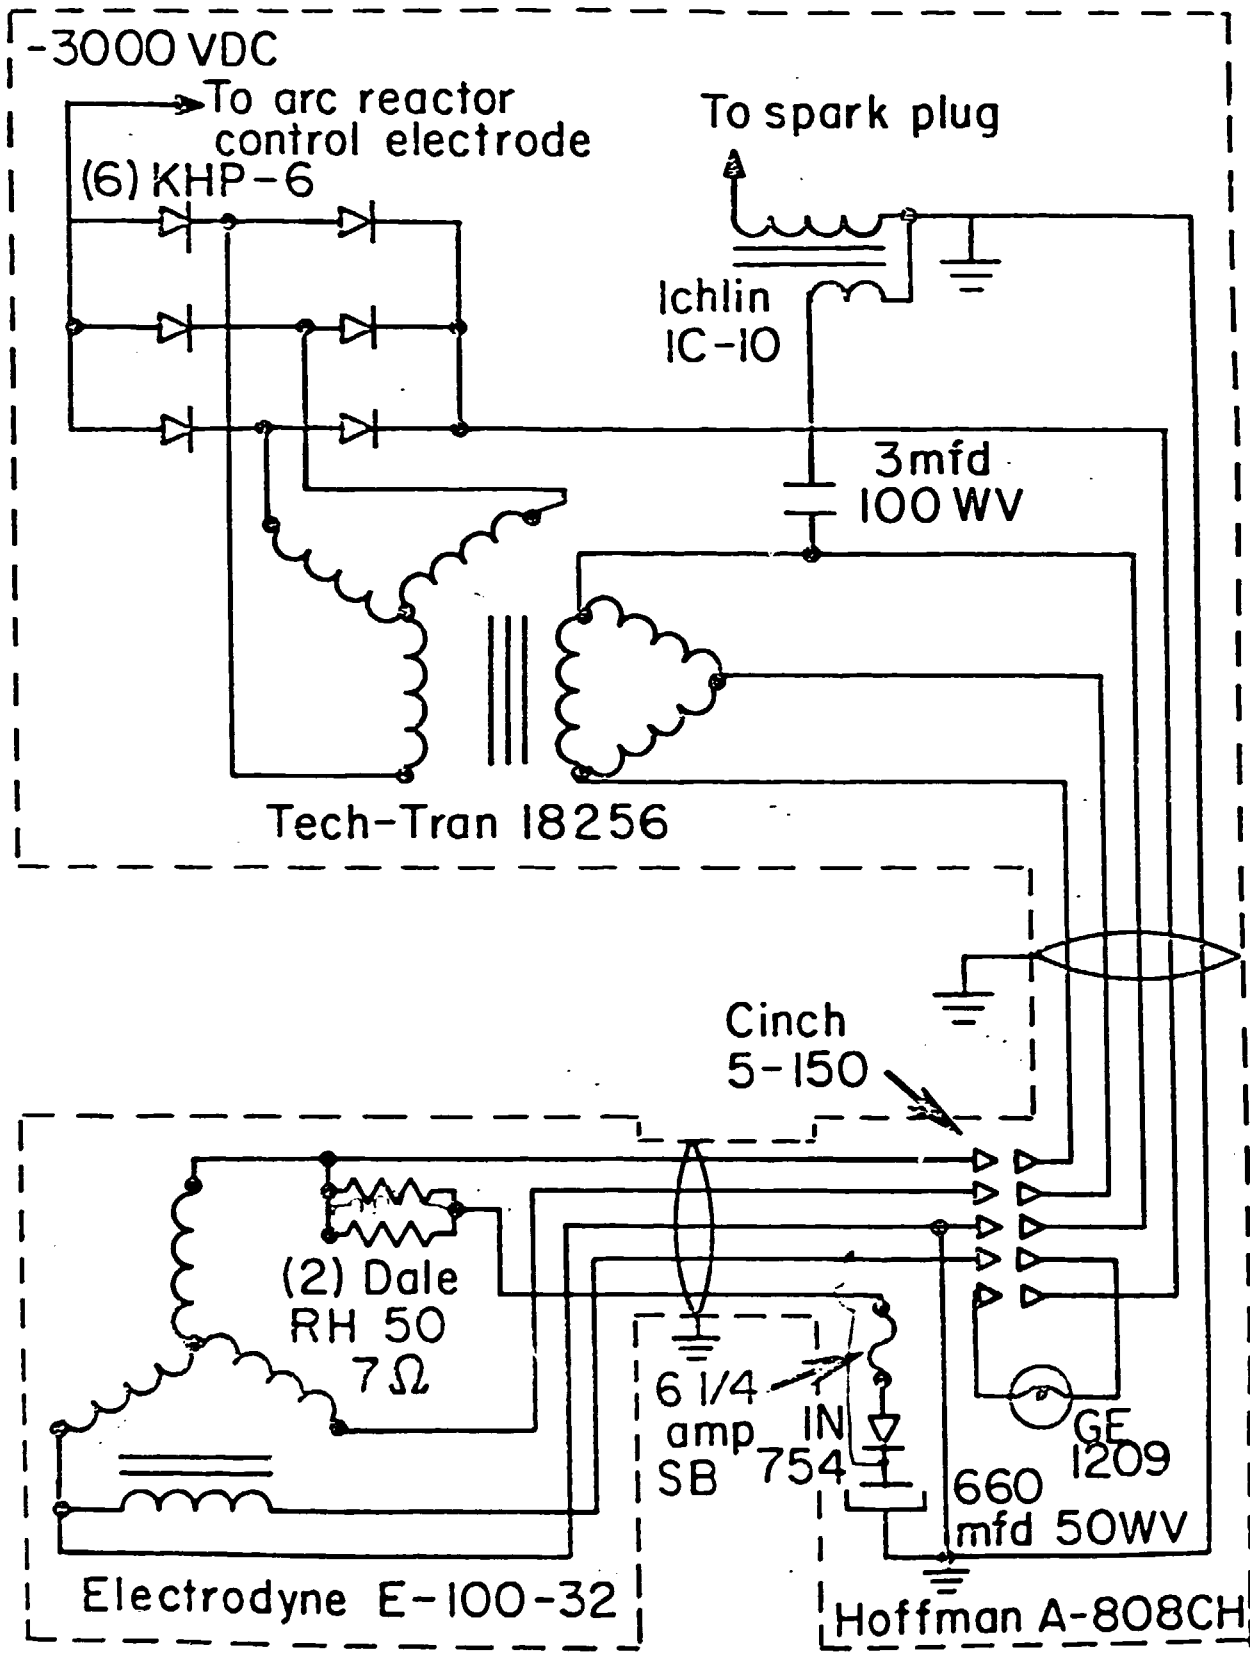 -3000 VDC
To arc reactor
control electrode
(6) KHP-6
To spark plug
Ichlin
IC-10
3mfd
100 WV
Tech-Tran 18256
Cinch
5-150
(2) Dale
RH 50
7Ω
6 1/4
amp
SB
IN
754
GE
1209
660
mfd 50WV
Electrodyne E-100-32
Hoffman A-808CH